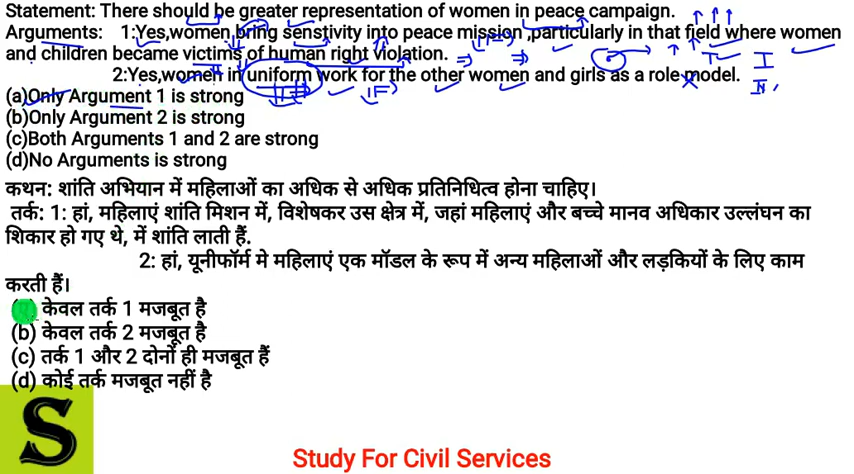 Statement: There should be greater representation of women in peace campaign.
Arguments: 1:Yes,women bring senstivity into peace mission ,particularly in that field where women
and children became victims of human right violation.
2:Yes,women in uniform work for the other women and girls as a role model.
(a)Only Argument 1 is strong
(b)Only Argument 2 is strong
(c)Both Arguments 1 and 2 are strong
(d)No Arguments is strong
कथन: शांति अभियान में महिलाओं का अधिक से अधिक प्रतिनिधित्व होना चाहिए।
तर्क: 1: हां, महिलाएं शांति मिशन में, विशेषकर उस क्षेत्र में, जहां महिलाएं और बच्चे मानव अधिकार उल्लंघन का
शिकार हो गए थे, में शांति लाती हैं.
2: हां, यूनीफॉर्म मे महिलाएं एक मॉडल के रूप में अन्य महिलाओं और लड़कियों के लिए काम
करती हैं।
केवल तर्क 1 मजबूत है
(b) केवल तर्क 2 मजबूत है
(c) तर्क 1 और 2 दोनों ही मजबूत हैं
(d) कोई तर्क मजबूत नहीं है
S
Study For Civil Services